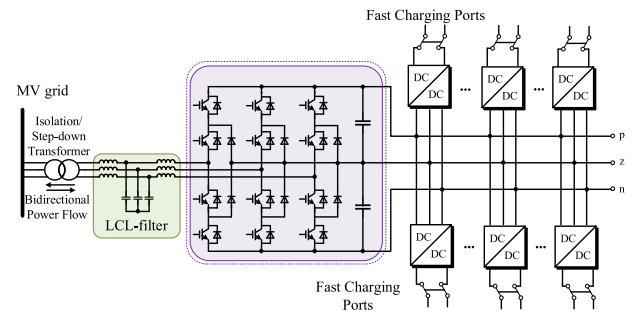 Fast Charging Ports
MV grid
Isolation/
Step-down
Transformer
Bidirectional
Power Flow
LCL-filter
DC
DC
DC
DC
DC
DC
...
...
p
z
n
DC
DC
DC
DC
DC
DC
...
...
Fast Charging
Ports